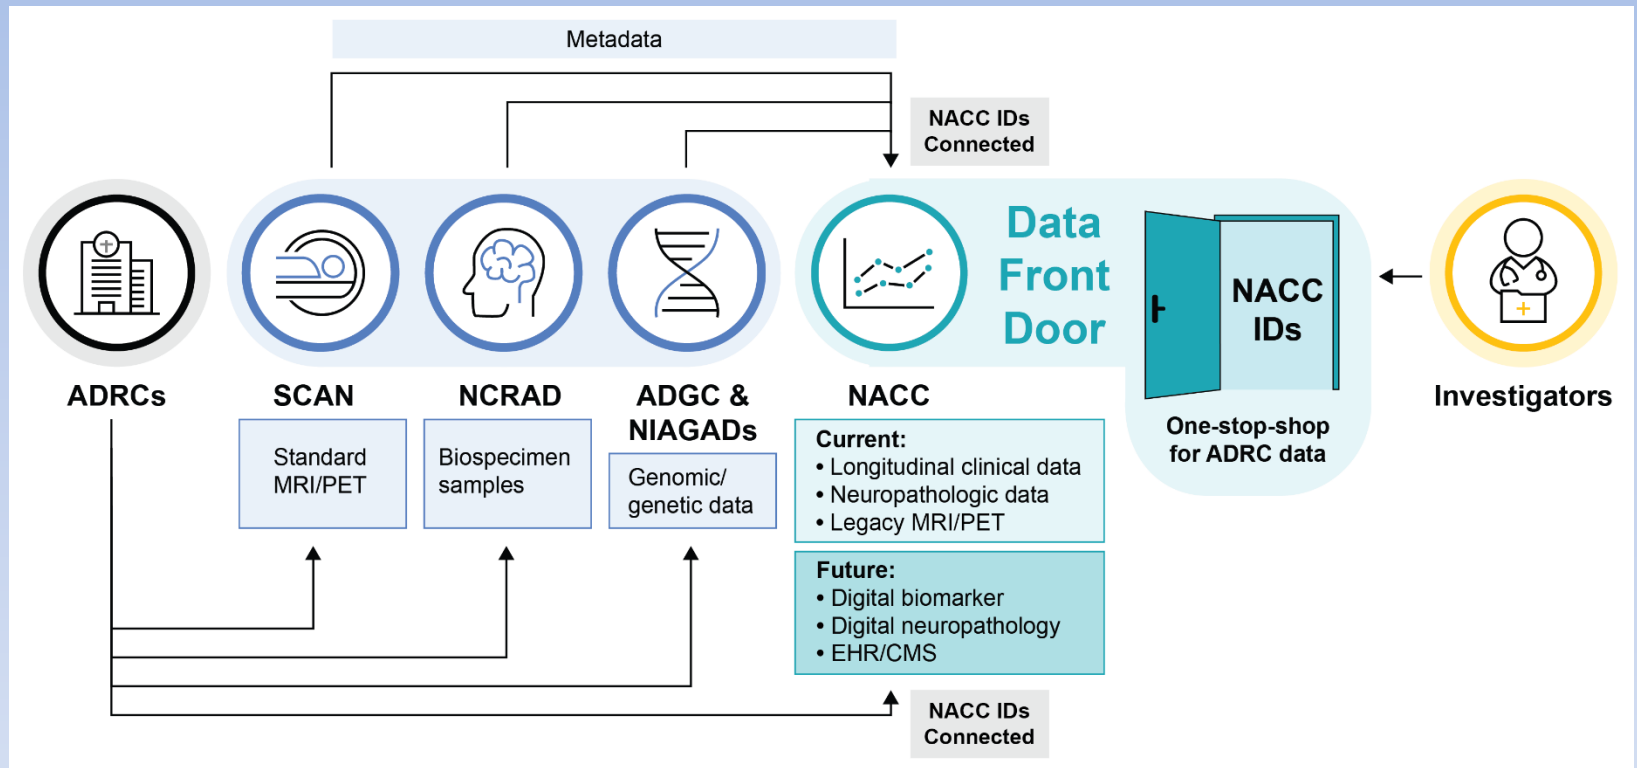 Metadata
NACC IDs
Connected
Data
Front
Door
NACC
IDs
ADRCs
SCAN
Standard
MRI/PET
NCRAD
Biospecimen
samples
ADGC &
NIAGADs
Genomic/
genetic data
NACC
Current:
• Longitudinal clinical data
• Neuropathologic data
• Legacy MRI/PET
Future:
• Digital biomarker
• Digital neuropathology
• EHR/CMS
One-stop-shop
for ADRC data
Investigators
NACC IDs
Connected